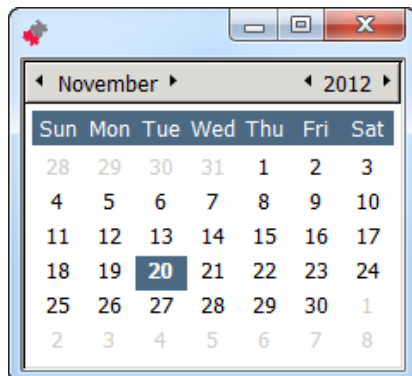 November 2012
Sun Mon Tue Wed Thu Fri Sat
28 29 30 31 1 2 3
4 5 6 7 8 9 10
11 12 13 14 15 16 17
18 19 20 21 22 23 24
25 26 27 28 29 30 1
2 3 4 5 6 7 8